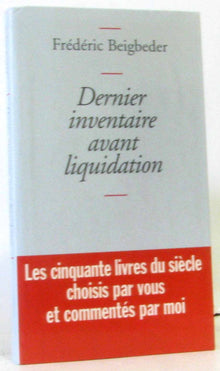 Frédéric Beigbeder
Dernier
inventaire
avant
liquidation
Les cinquante livres du siècle
choisis par vous
et commentés par moi